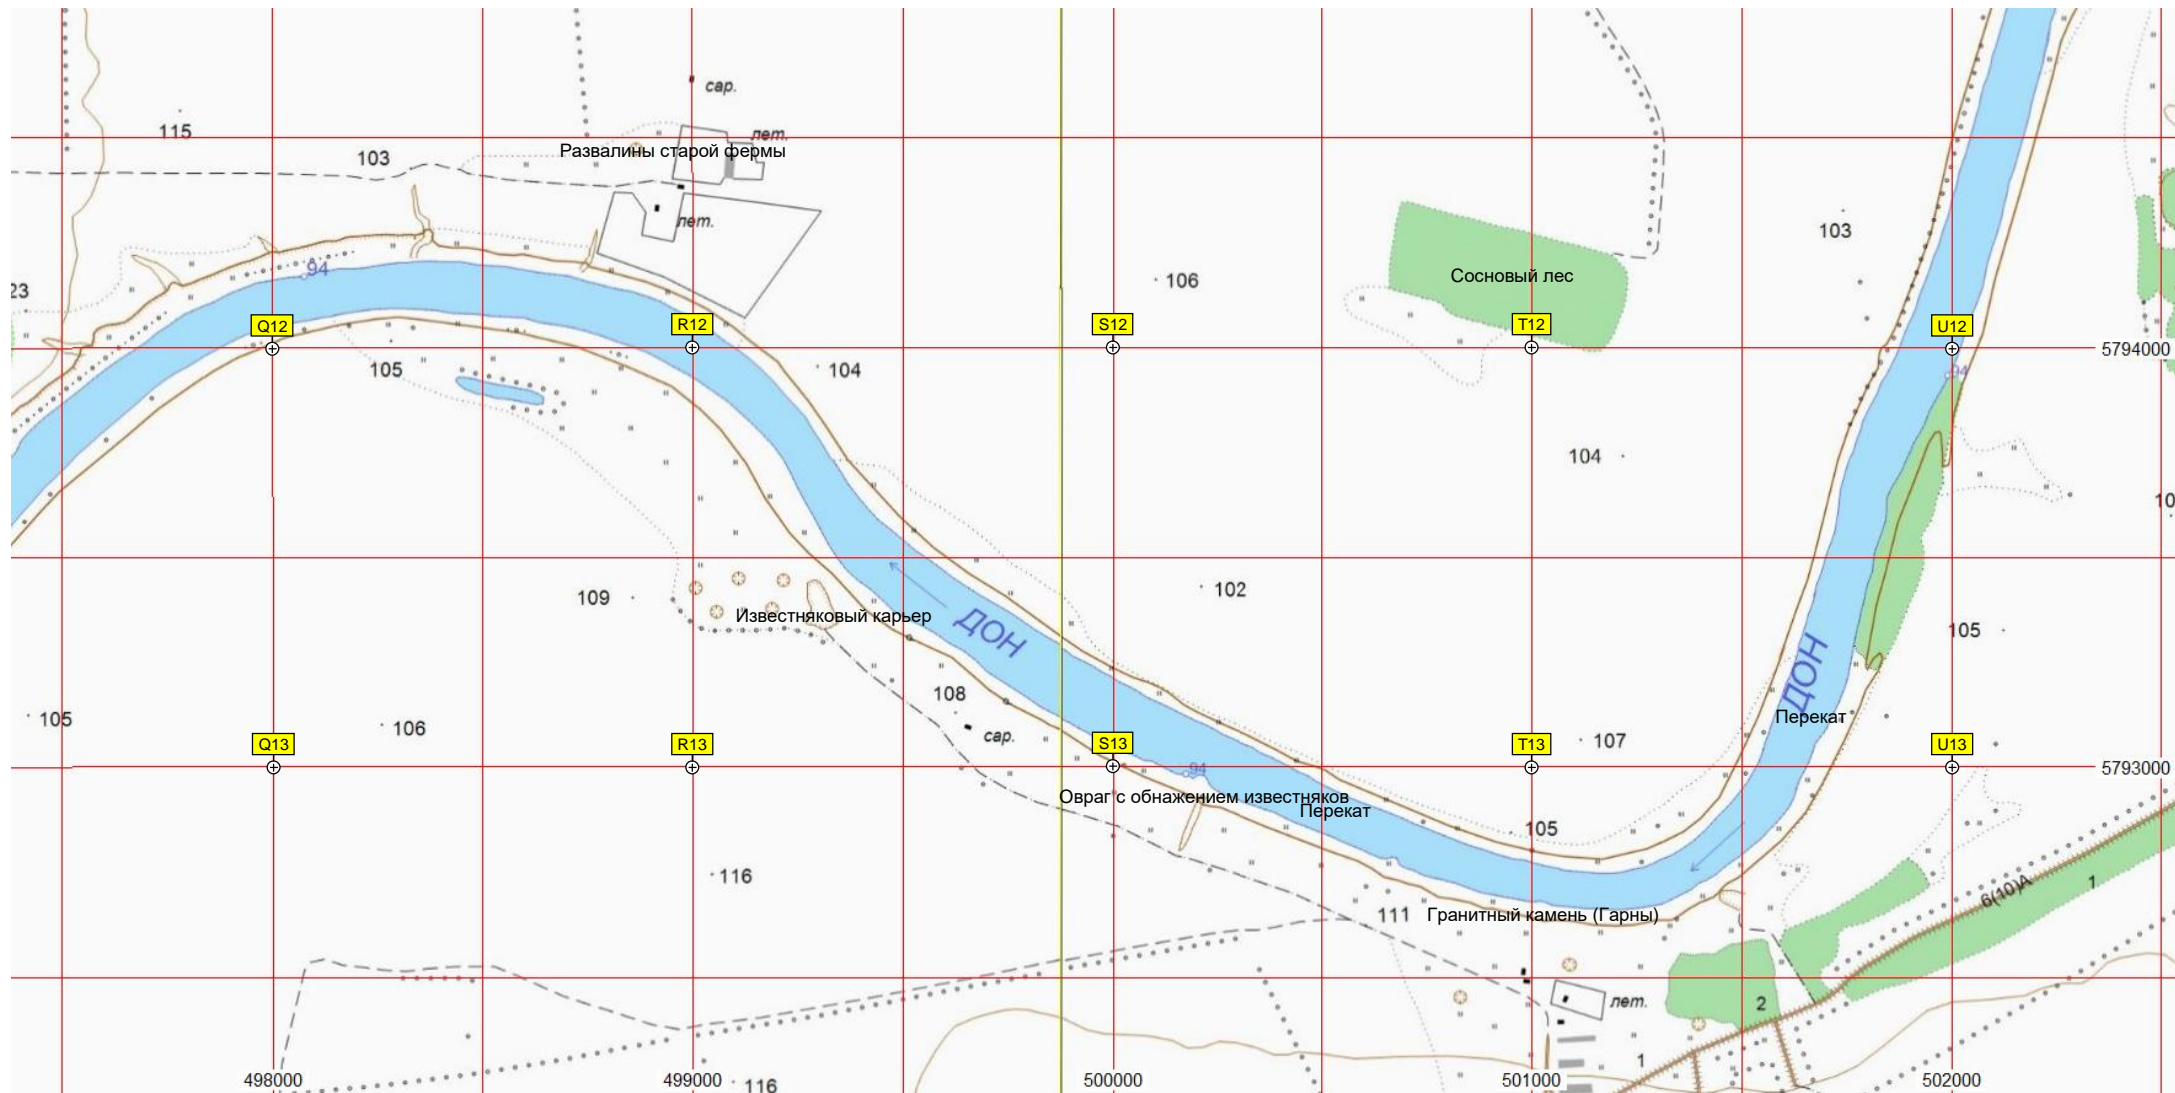 сар.
115
лет.
Развалины старой фермы
103
лет.
103
94
106
Сосновый лес
23
Q12
R12
S12
T12
U12
5794000
105
104
94
104
10
109
102
Известняковый карьер
ДОН
105
ДОН
108
105
106
сар.
Перекат
107
Q13
R13
S13
T13
U13
94
5793000
Овраг с обнажением известняков
Перекат
105
116
6(10)А
1
111
Гранитный камень (Гарны)
2
лет.
1
498000
499000
116
500000
501000
502000